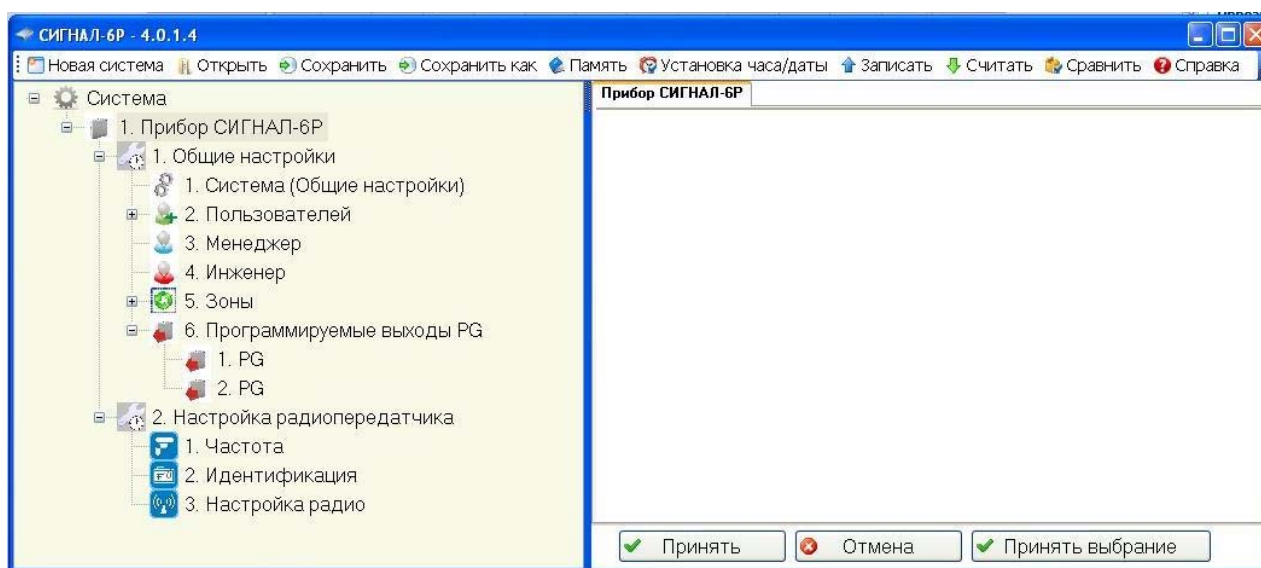 СИГНАЛ-6Р - 4.0.1.4
Новая система Открыть Сохранить Сохранить как Память Установка часа/даты Записать Считать Сравнить Справка
Система
1. Прибор СИГНАЛ-6Р
1. Общие настройки
1. Система (Общие настройки)
2. Пользователей
3. Менеджер
4. Инженер
5. Зоны
6. Программируемые выходы PG
1. PG
2. PG
2. Настройка радиопередатчика
1. Частота
2. Идентификация
3. Настройка радио
Прибор СИГНАЛ-6Р
Принять Отмена Принять выбрание